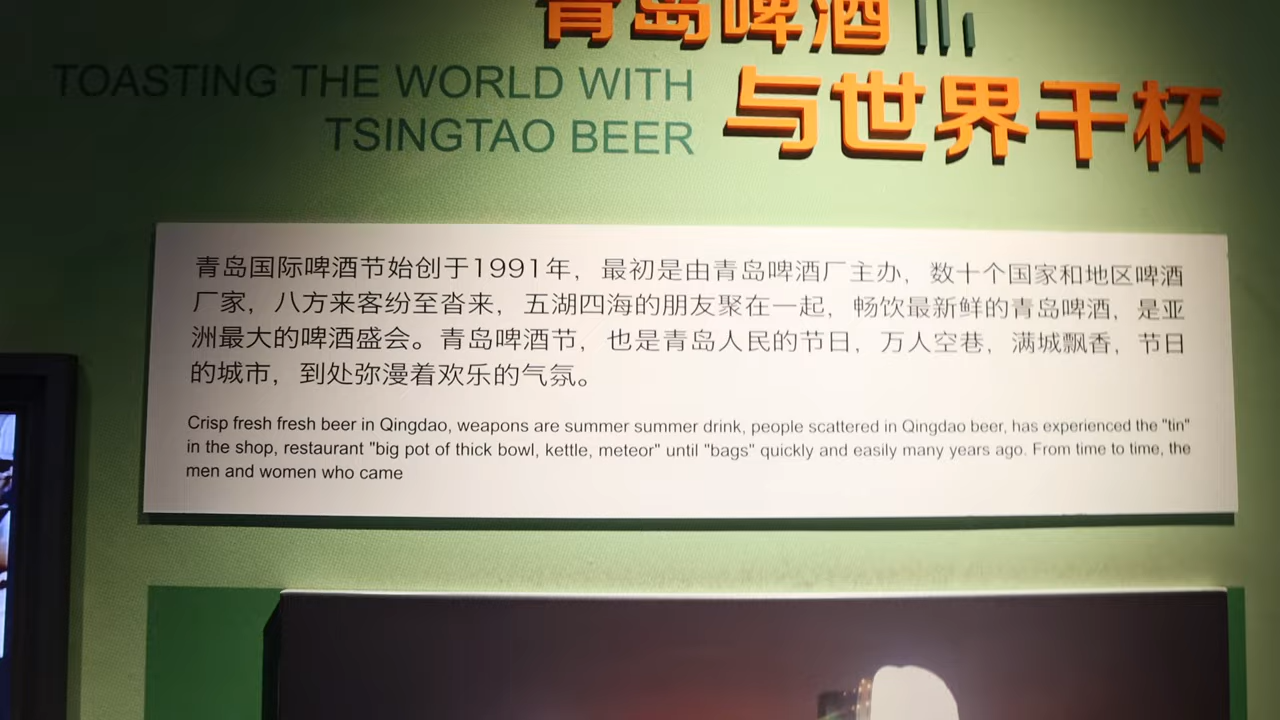 青岛啤酒
TOASTING THE WORLD WITH
TSINGTAO BEER
与世界干杯
青岛国际啤酒节始创于1991年，最初是由青岛啤酒厂主办，数十个国家和地区啤酒
厂家，八方来客纷至沓来，五湖四海的朋友聚在一起，畅饮最新鲜的青岛啤酒，是亚
洲最大的啤酒盛会。青岛啤酒节，也是青岛人民的节日，万人空巷，满城飘香，节日
的城市，到处弥漫着欢乐的气氛。
Crisp fresh fresh beer in Qingdao, weapons are summer summer drink, people scattered in Qingdao beer, has experienced the "tin"
in the shop, restaurant "big pot of thick bowl, kettle, meteor" until "bags" quickly and easily many years ago. From time to time, the
men and women who came